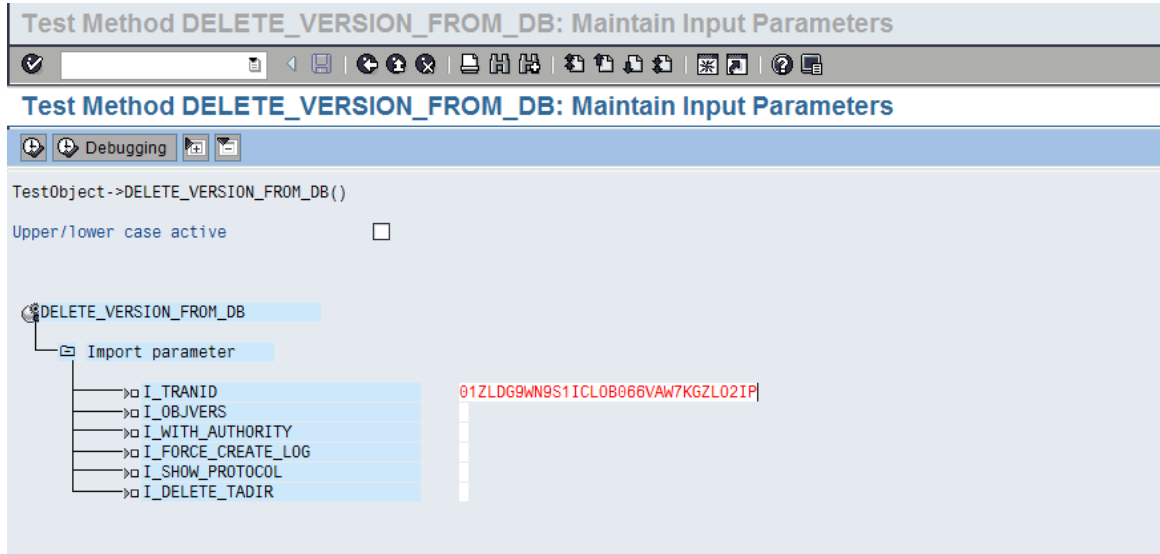 Test Method DELETE_VERSION_FROM_DB: Maintain Input Parameters
Test Method DELETE_VERSION_FROM_DB: Maintain Input Parameters
Debugging
TestObject->DELETE_VERSION_FROM_DB()
Upper/lower case active
DELETE_VERSION_FROM_DB
Import parameter
I_TRANID 01ZLDG9WN9S1ICLOB066VAW7KGZLO2IP
I_OBJVERS
I_WITH_AUTHORITY
I_FORCE_CREATE_LOG
I_SHOW_PROTOCOL
I_DELETE_TADIR